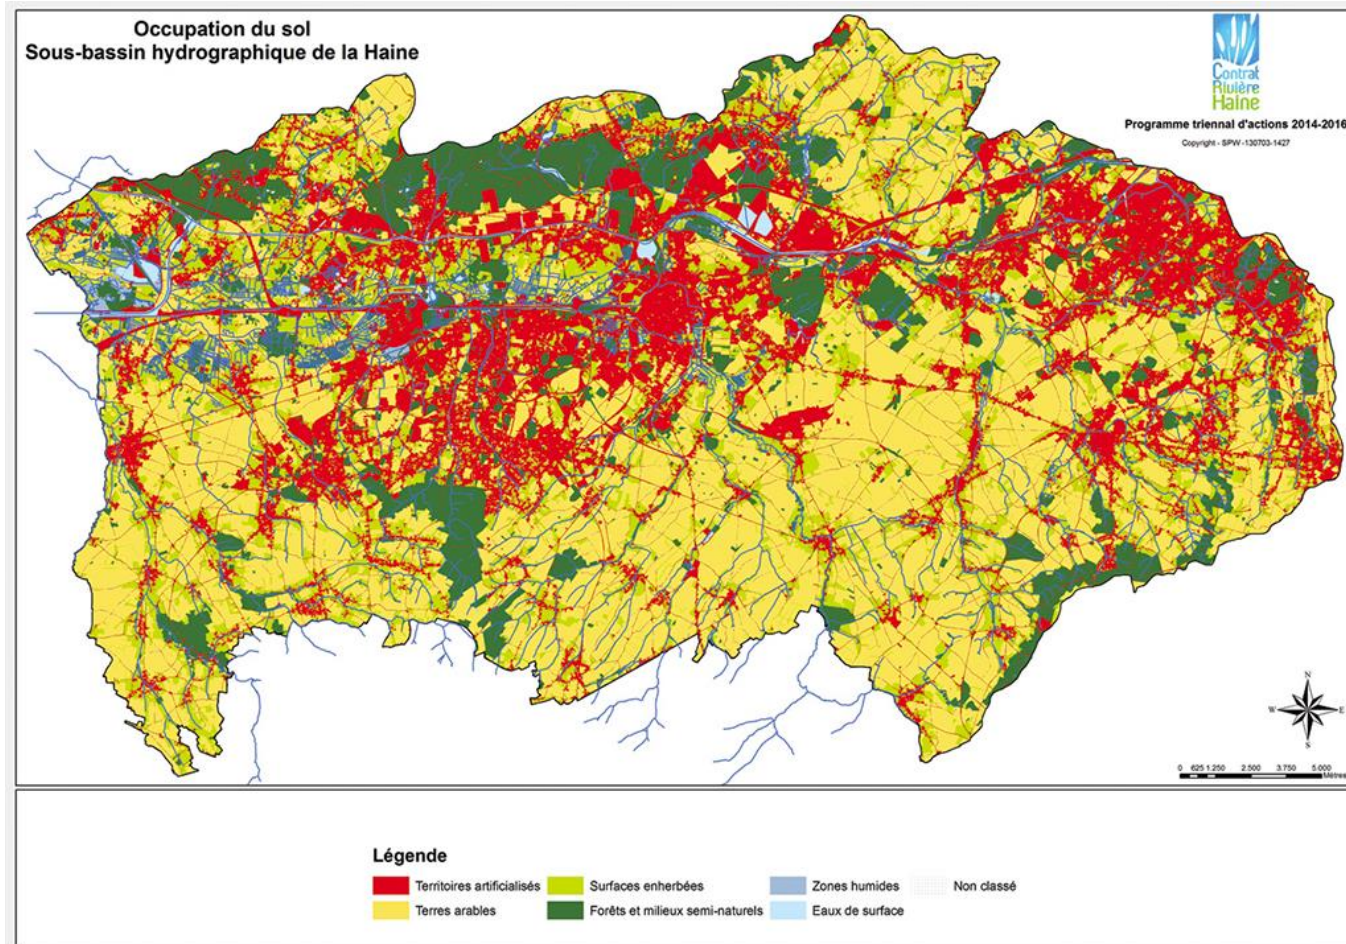 Occupation du sol
Sous-bassin hydrographique de la Haine
Contrat
Rivière
Haine
Programme triennal d'actions 2014-2016
Copyright - SPW -130703-1427
N
W E
S
0 625 1.250 2.500 3.750 5.000
Mètres
Légende
Territoires artificialisés Surfaces enherbées Zones humides Non classé
Terres arables Forêts et milieux semi-naturels Eaux de surface